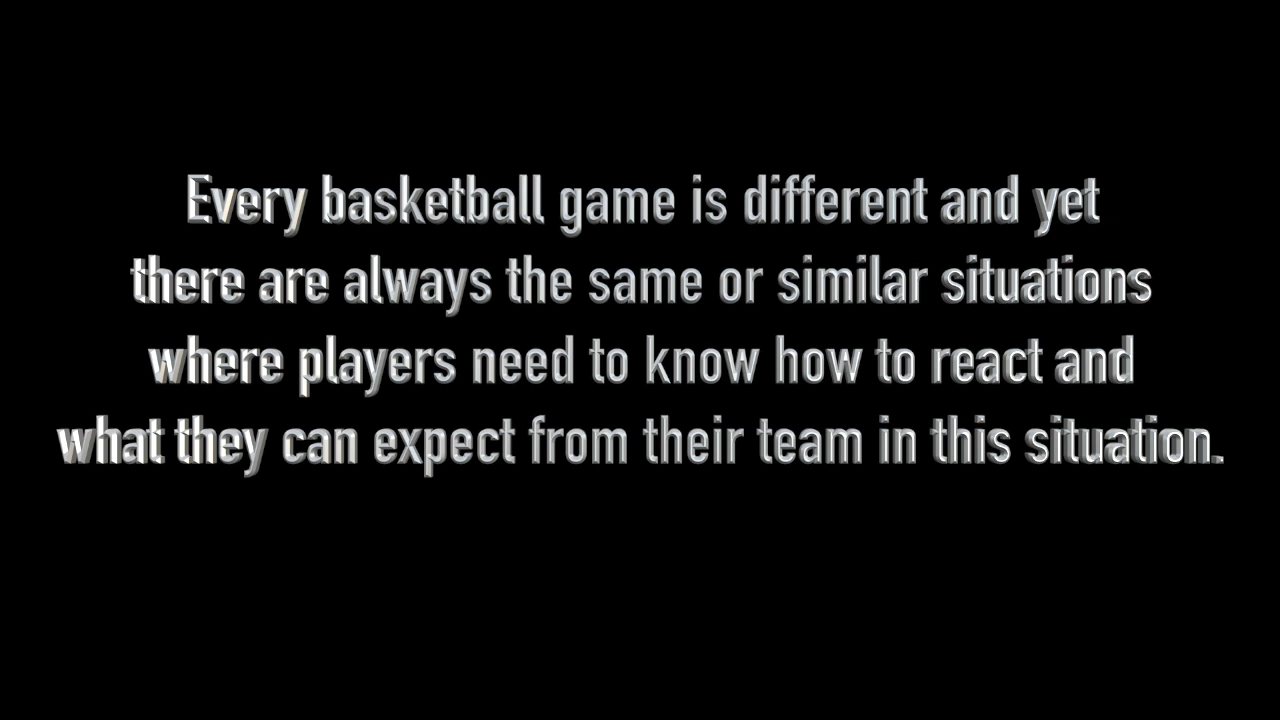 Every basketball game is different and yet
there are always the same or similar situations
where players need to know how to react and
what they can expect from their team in this situation.